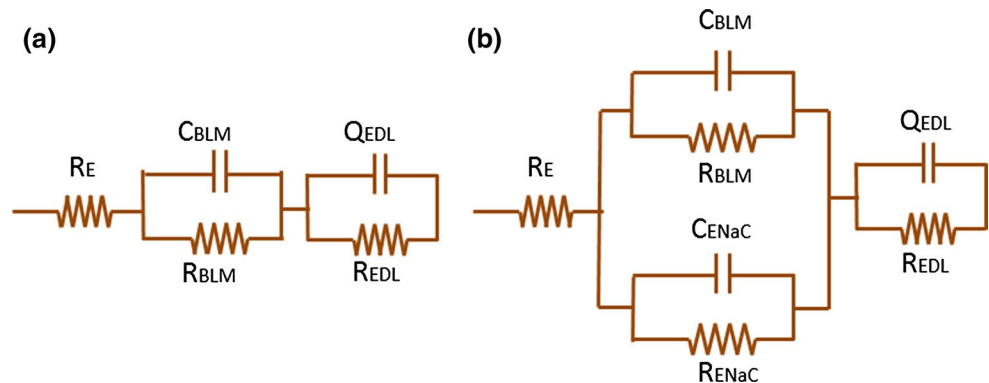 (a)
CBLM
QEDL
RE
RBLM
REDL
(b)
CBLM
RBLM
QEDL
RE
REDL
CENaC
RENaC